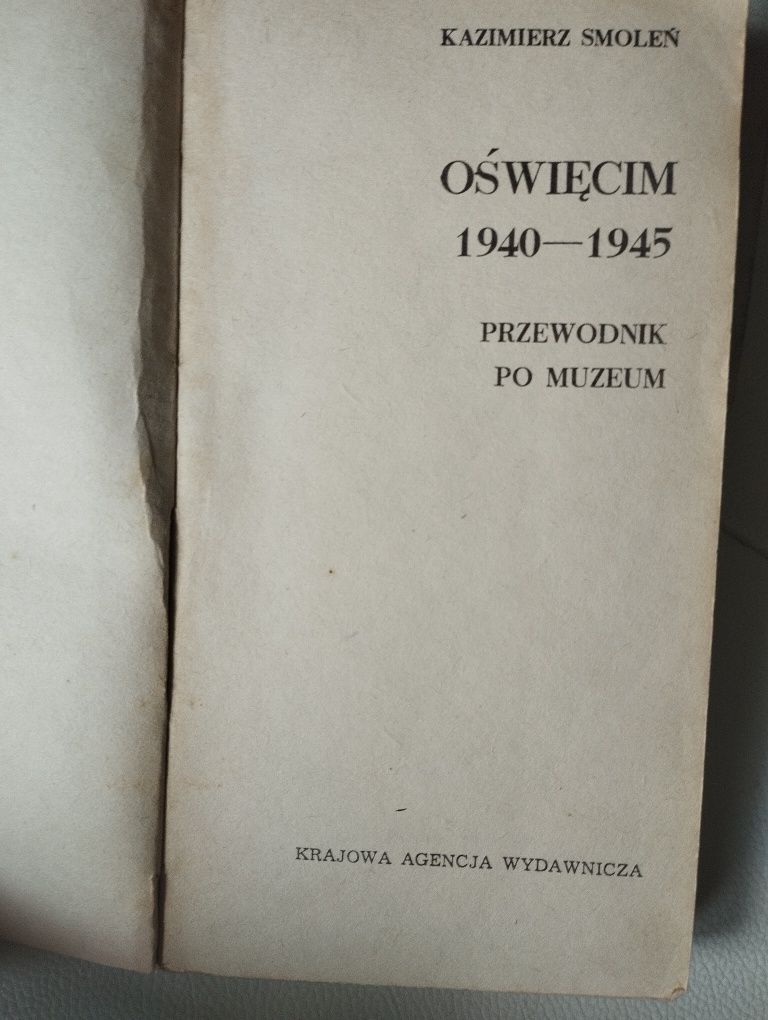 KAZIMIERZ SMOLEŃ
OŚWIĘCIM
1940—1945
PRZEWODNIK
PO MUZEUM
KRAJOWA AGENCJA WYDAWNICZA